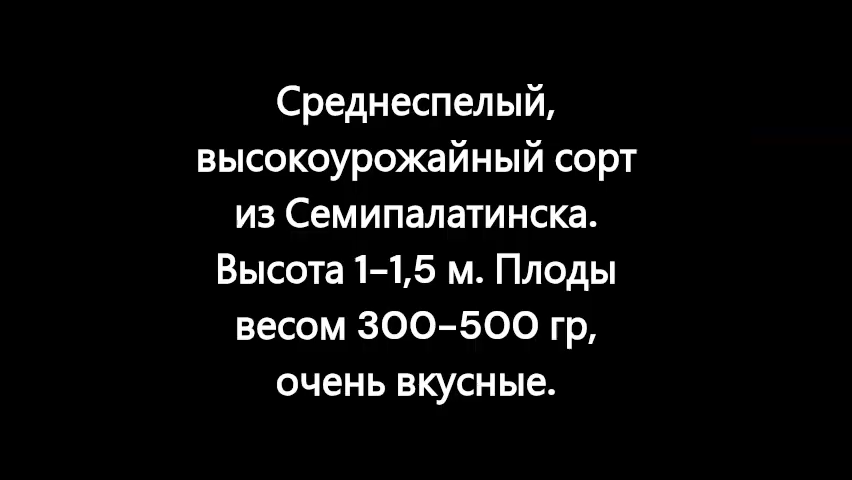 Среднеспелый,
высокоурожайный сорт
из Семипалатинска.
Высота 1-1,5 м. Плоды
весом 300-500 гр,
очень вкусные.